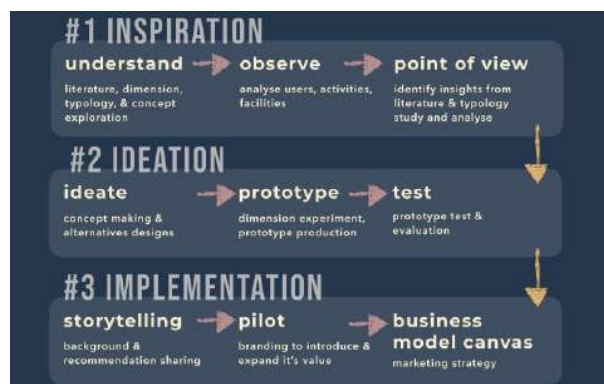 #1 INSPIRATION
understand observe point of view
literature, dimension,
typology, & concept
exploration
analyse users, activities,
facilities
identify insights from
literature & typology
study and analyse
#2 IDEATION
ideate prototype test
concept making &
alternatives designs
dimension experiment,
prototype production
prototype test &
evaluation
#3 IMPLEMENTATION
storytelling pilot business
model canvas
background &
recommendation sharing
branding to introduce &
expand it's value
marketing strategy